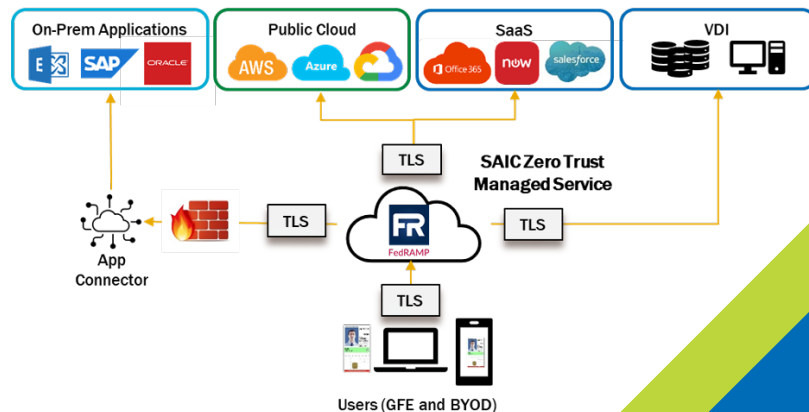 On-Prem Applications
Public Cloud
SaaS
VDI
E
SAP
ORACLE
AWS
Azure
Office 365
now
salesforce
TLS
SAIC Zero Trust
Managed Service
TLS
FR
FedRAMP
TLS
App
Connector
TLS
Users (GFE and BYOD)